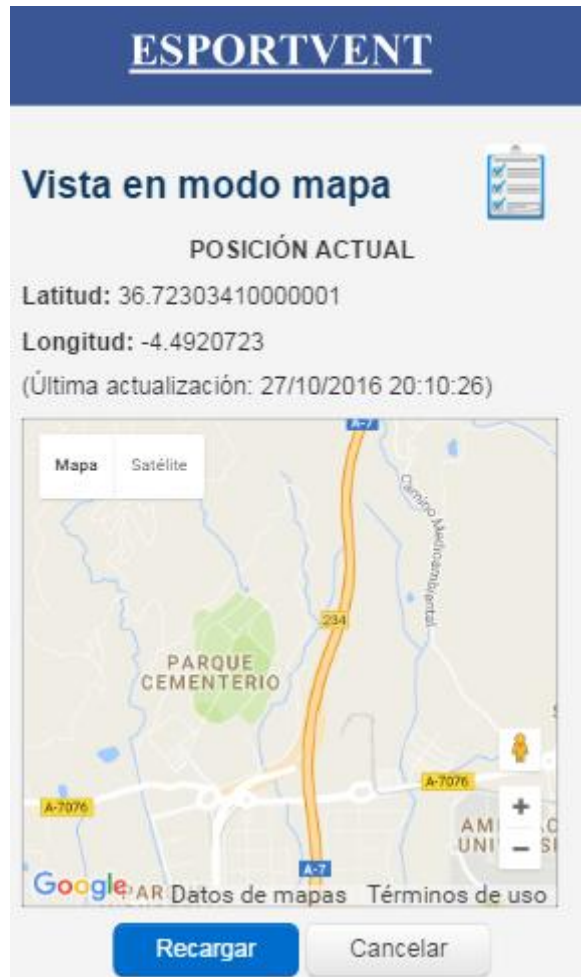 ESPORTVENT
Vista en modo mapa
POSICIÓN ACTUAL
Latitud: 36.72303410000001
Longitud: -4.4920723
(Última actualización: 27/10/2016 20:10:26)
A-7
Mapa Satélite
Camino Medioambiental
234
PARQUE
CEMENTERIO
A-7076
A-7076
+
−
A-7
Google Datos de mapas Términos de uso
Recargar Cancelar